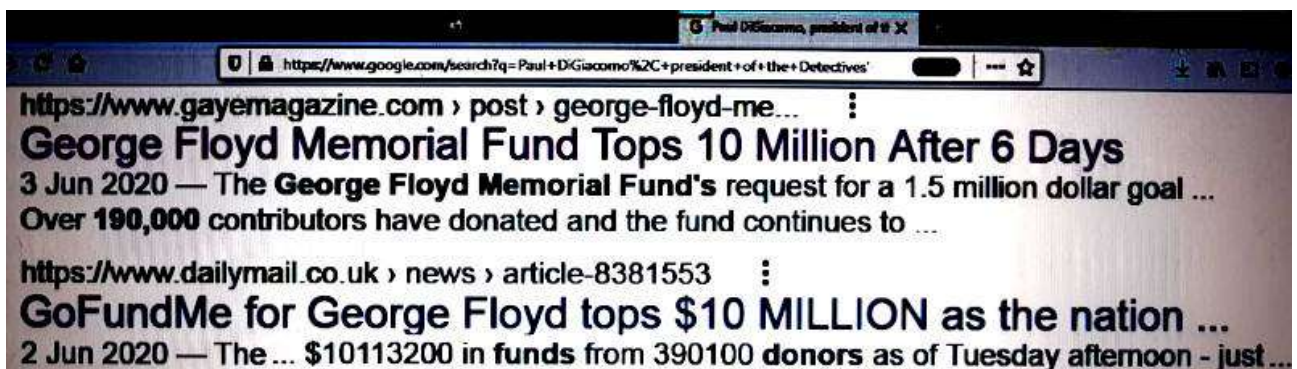 G Paul DiGiacomo, president of t X
https://www.google.com/search?q=Paul+DiGiacomo%2C+president+of+the+Detectives'
https://www.gayemagazine.com › post › george-floyd-me...
George Floyd Memorial Fund Tops 10 Million After 6 Days
3 Jun 2020 — The George Floyd Memorial Fund's request for a 1.5 million dollar goal ...
Over 190,000 contributors have donated and the fund continues to ...
https://www.dailymail.co.uk › news › article-8381553
GoFundMe for George Floyd tops $10 MILLION as the nation ...
2 Jun 2020 — The ... $10113200 in funds from 390100 donors as of Tuesday afternoon - just ...